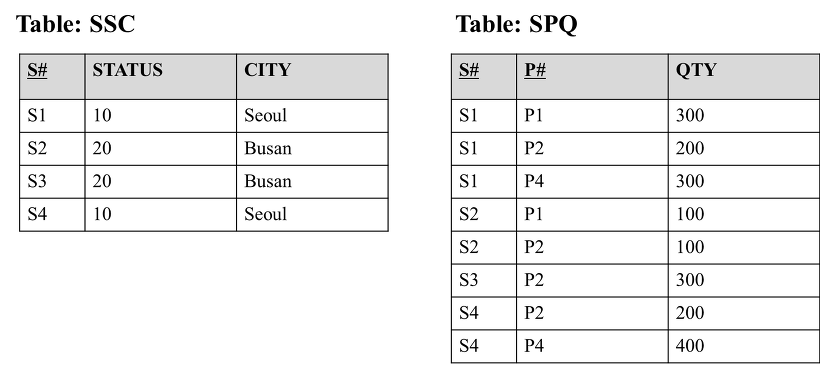 Table: SSC
S# STATUS CITY
S1 10 Seoul
S2 20 Busan
S3 20 Busan
S4 10 Seoul
Table: SPQ
S# P# QTY
S1 P1 300
S1 P2 200
S1 P4 300
S2 P1 100
S2 P2 100
S3 P2 300
S4 P2 200
S4 P4 400